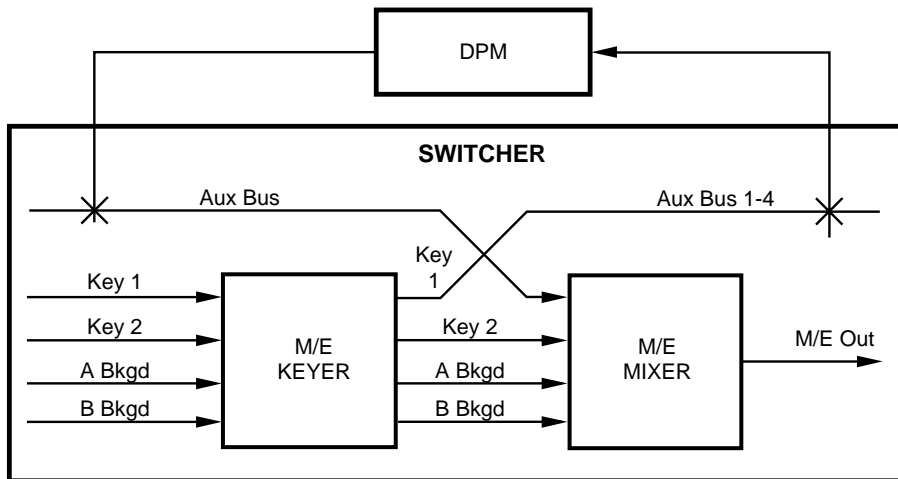 DPM
SWITCHER
Aux Bus
Aux Bus 1-4
Key
1
Key 1
Key 2
A Bkgd
B Bkgd
M/E
KEYER
Key 2
A Bkgd
B Bkgd
M/E
MIXER
M/E Out